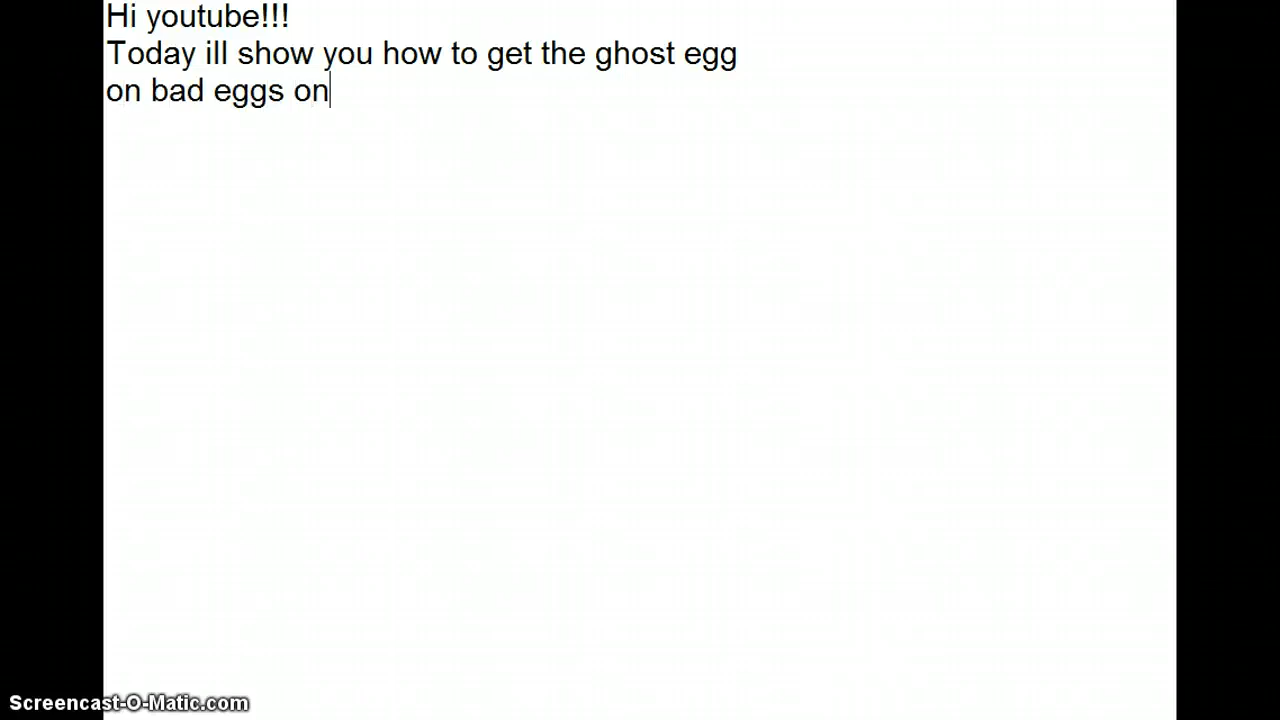 Hi youtube!!!
Today ill show you how to get the ghost egg
on bad eggs on
Screencast-O-Matic.com